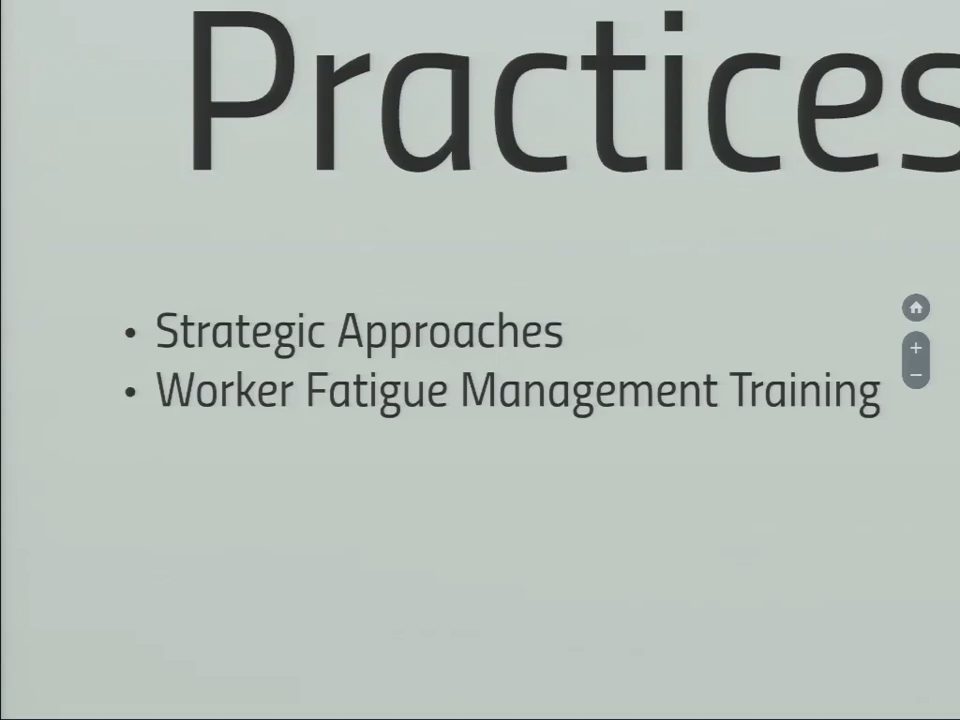 Practices
• Strategic Approaches
• Worker Fatigue Management Training